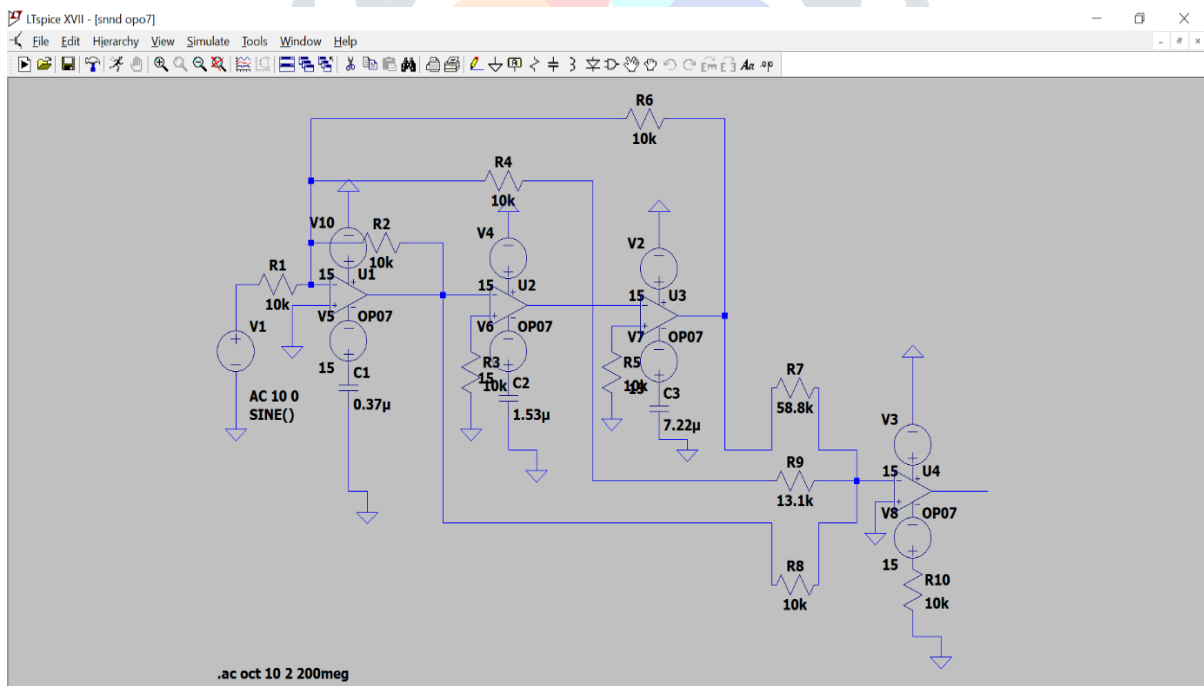 LTspice XVII - [snnd opo7]
File Edit Hierarchy View Simulate Tools Window Help
R6
10k
R4
10k
V10
R2
10k
V4
V2
R1
10k
15
U1
15
U2
15
U3
V1
V5
OP07
V6
OP07
V7
OP07
15
C1
0.37µ
R3
15
10k
C2
1.53µ
R5
10k
15
C3
7.22µ
AC 10 0
SINE()
R7
58.8k
V3
R9
13.1k
15
U4
V8
OP07
15
R8
10k
R10
10k
.ac oct 10 2 200meg